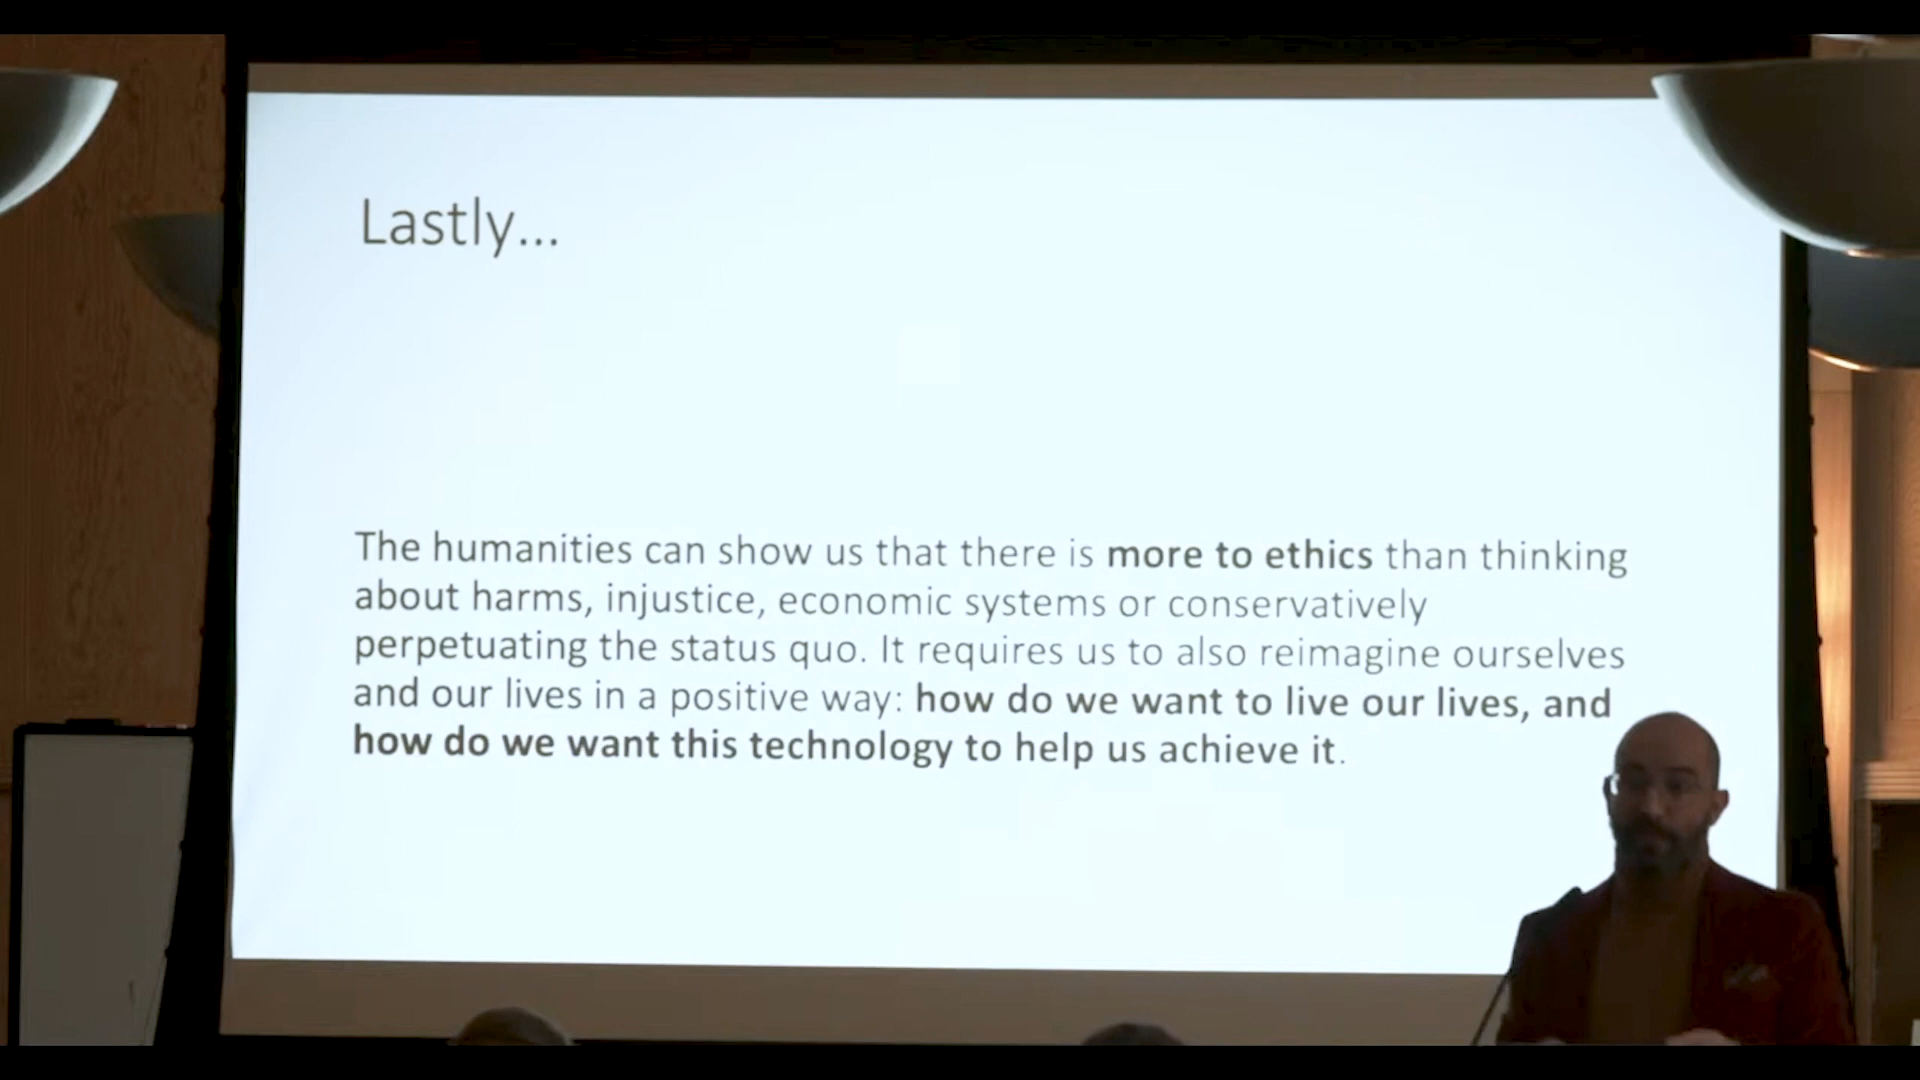 Lastly...
The humanities can show us that there is more to ethics than thinking
about harms, injustice, economic systems or conservatively
perpetuating the status quo. It requires us to also reimagine ourselves
and our lives in a positive way: how do we want to live our lives, and
how do we want this technology to help us achieve it.